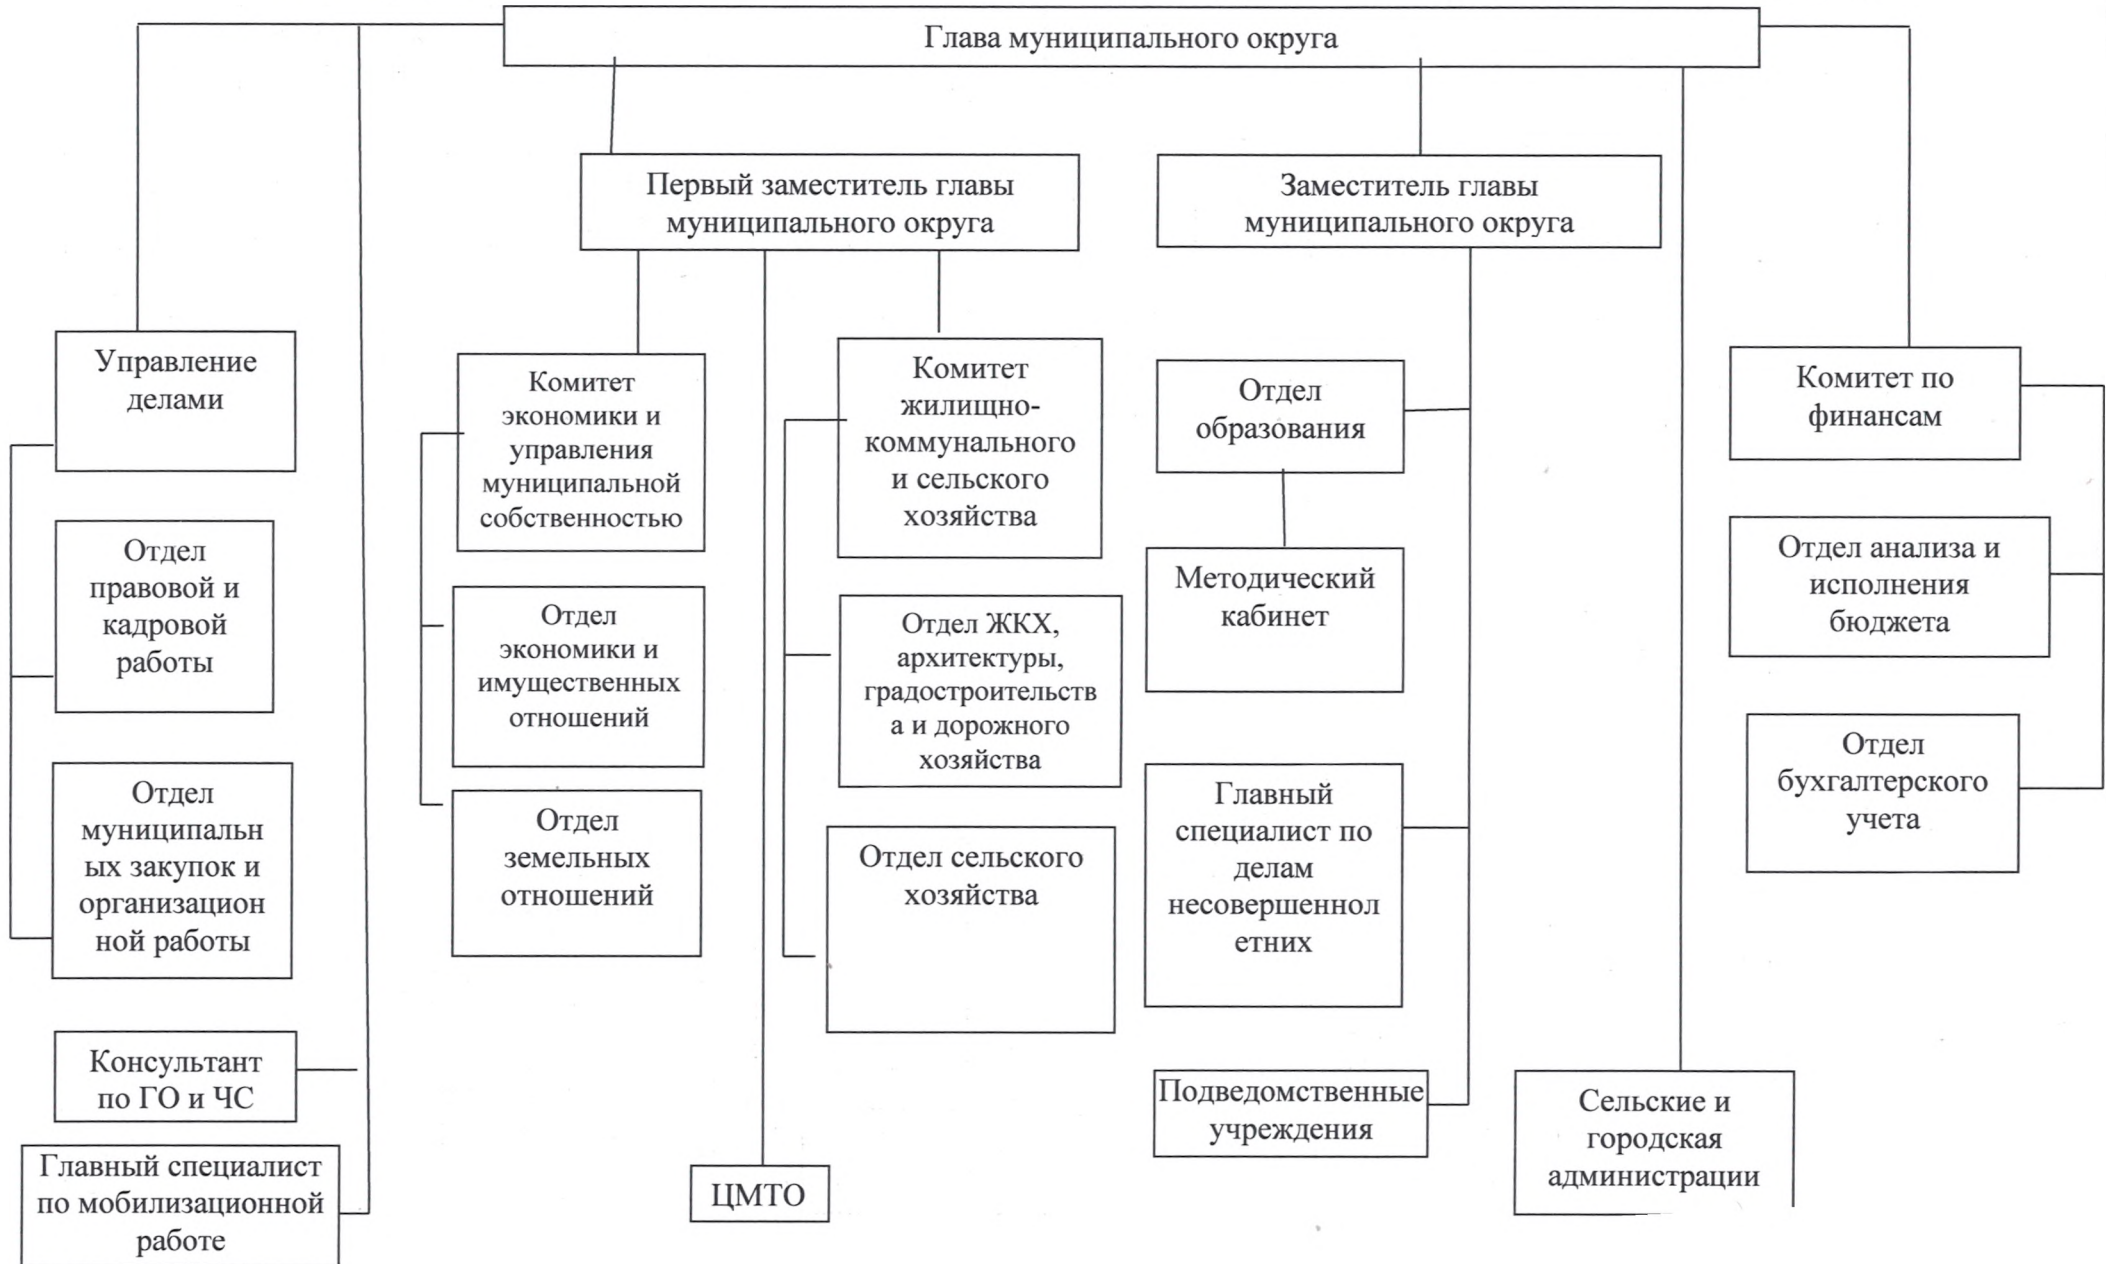 Глава муниципального округа
Первый заместитель главы
муниципального округа
Заместитель главы
муниципального округа
Управление
делами
Комитет
экономики и
управления
муниципальной
собственностью
Комитет
жилищно-
коммунального
и сельского
хозяйства
Отдел
образования
Комитет по
финансам
Отдел
правовой и
кадровой
работы
Отдел
экономики и
имущественных
отношений
Отдел ЖКХ,
архитектуры,
градостроительств
а и дорожного
хозяйства
Методический
кабинет
Отдел анализа и
исполнения
бюджета
Отдел
муниципальн
ых закупок и
организацион
ной работы
Отдел
земельных
отношений
Отдел сельского
хозяйства
Главный
специалист по
делам
несовершеннол
етних
Отдел
бухгалтерского
учета
Консультант
по ГО и ЧС
Подведомственные
учреждения
Сельские и
городская
администрации
Главный специалист
по мобилизационной
работе
ЦМТО